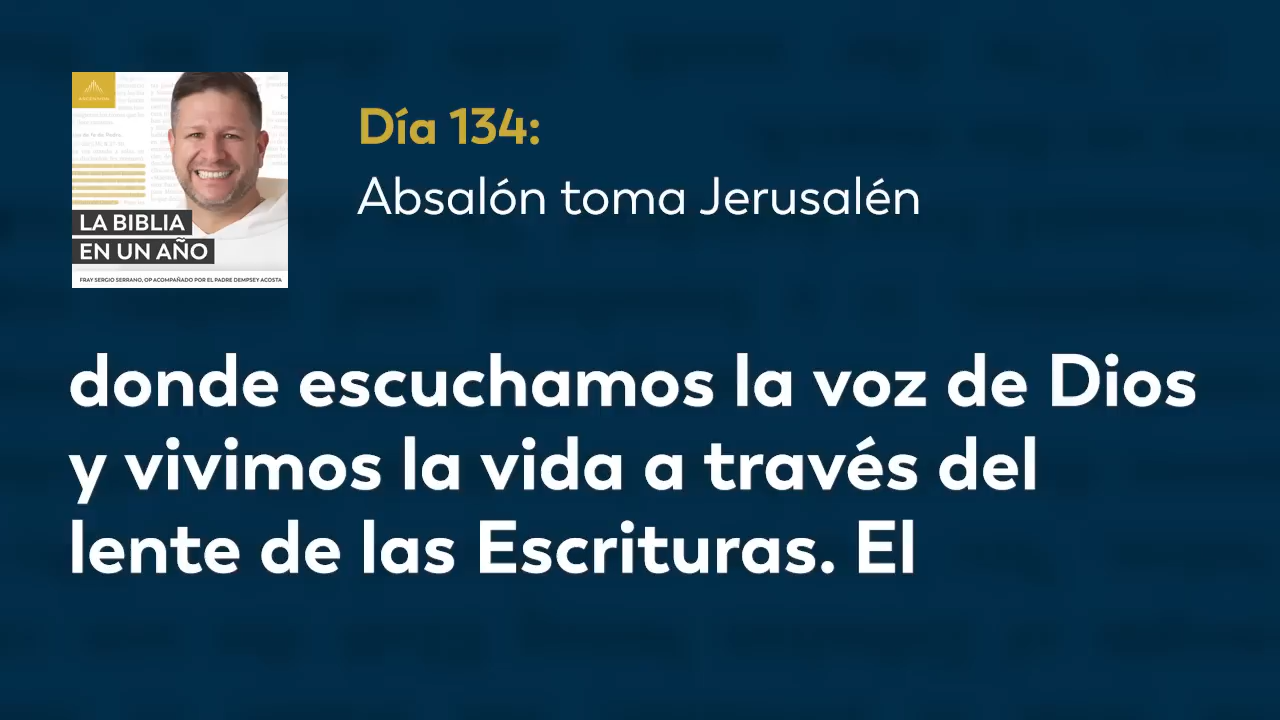 ASCENSION
LA BIBLIA
EN UN AÑO
FRAY SERGIO SERRANO, OP ACOMPAÑADO POR EL PADRE DEMPSEY ACOSTA
Día 134:
Absalón toma Jerusalén
donde escuchamos la voz de Dios
y vivimos la vida a través del
lente de las Escrituras. El